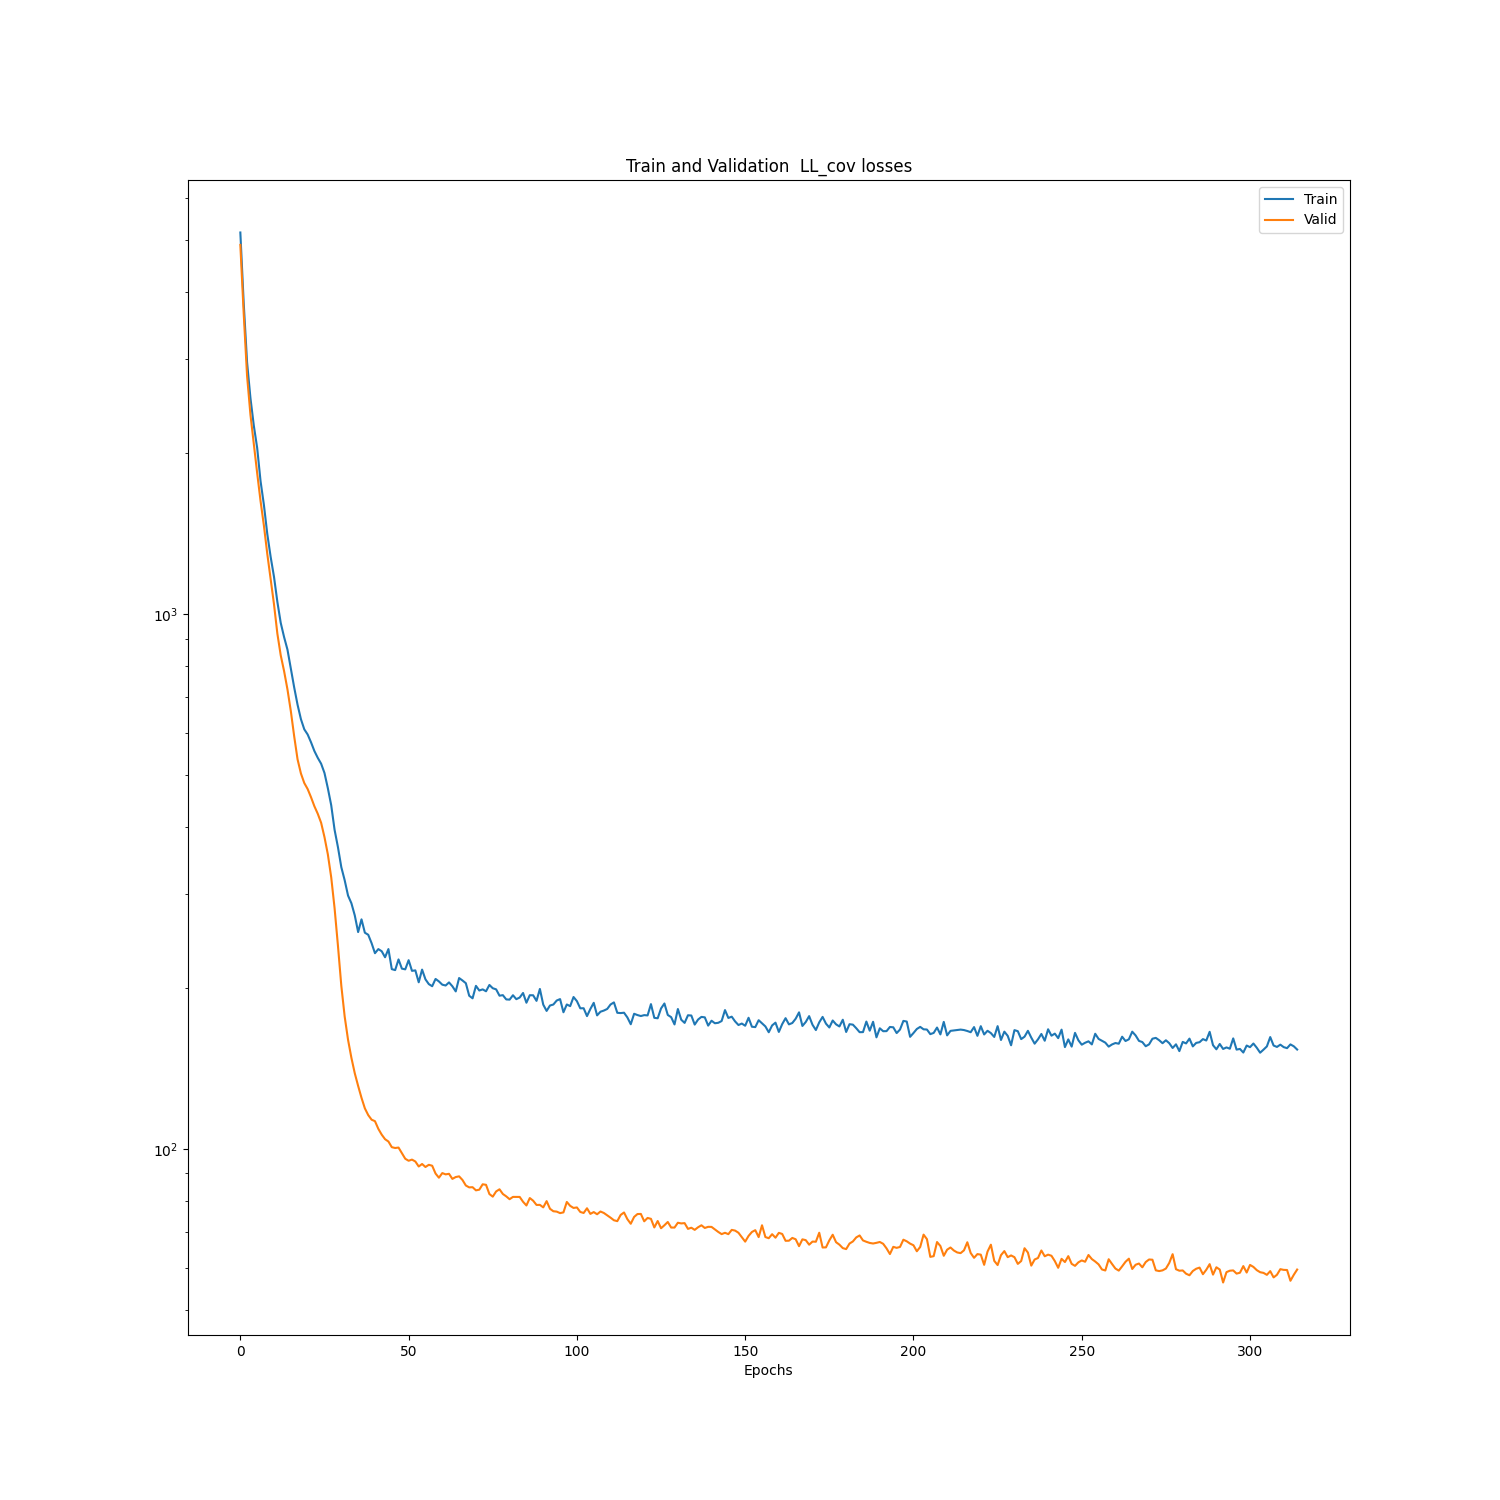 Train and Validation  LL_cov losses
Train
Valid
10³
10²
0 50 100 150 200 250 300
Epochs